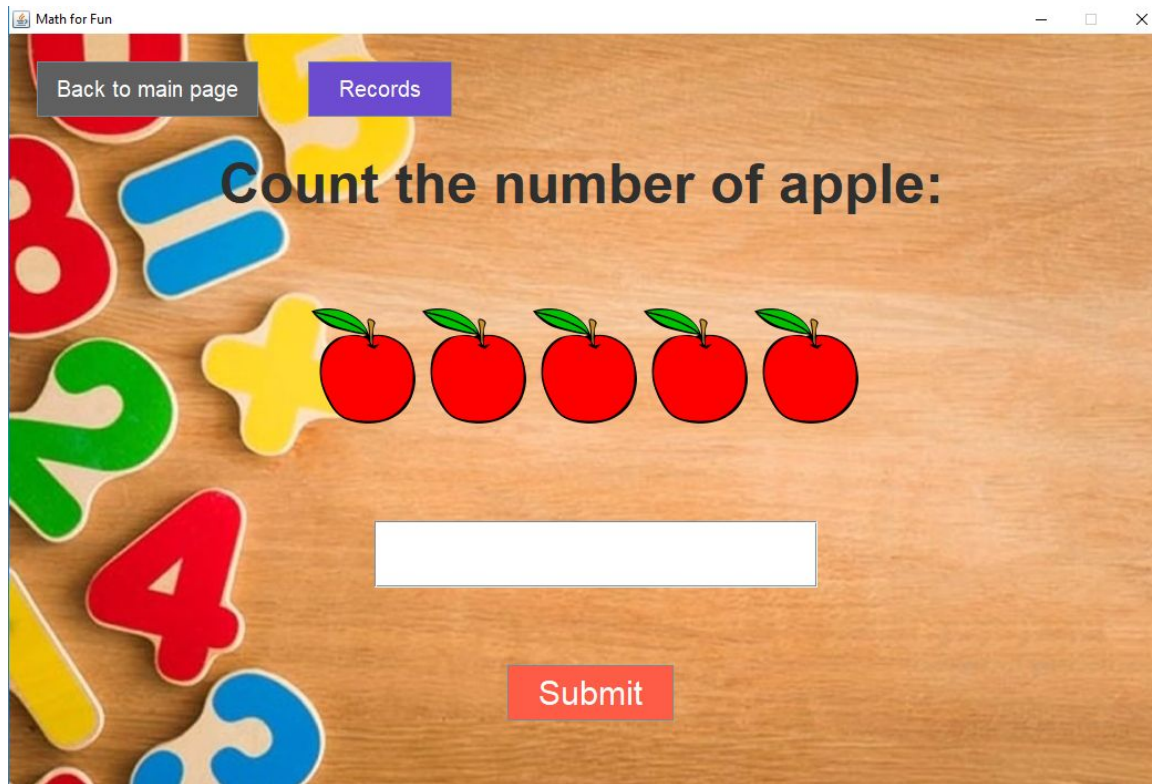 Math for Fun
Back to main page
Records
Count the number of apple:
Submit